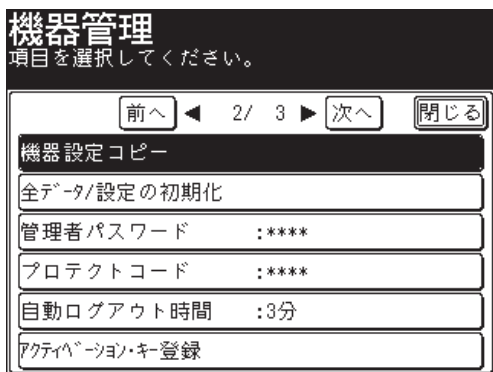 機器管理
項目を選択してください。
前へ ◀ 2/ 3 ▶ 次へ 閉じる
機器設定コピー
全ﾃﾞｰﾀ/設定の初期化
管理者パスワード :****
プロテクトコード :****
自動ログアウト時間 :3分
ｱｸﾃｨﾍﾞｰｼｮﾝ･ｷｰ登録